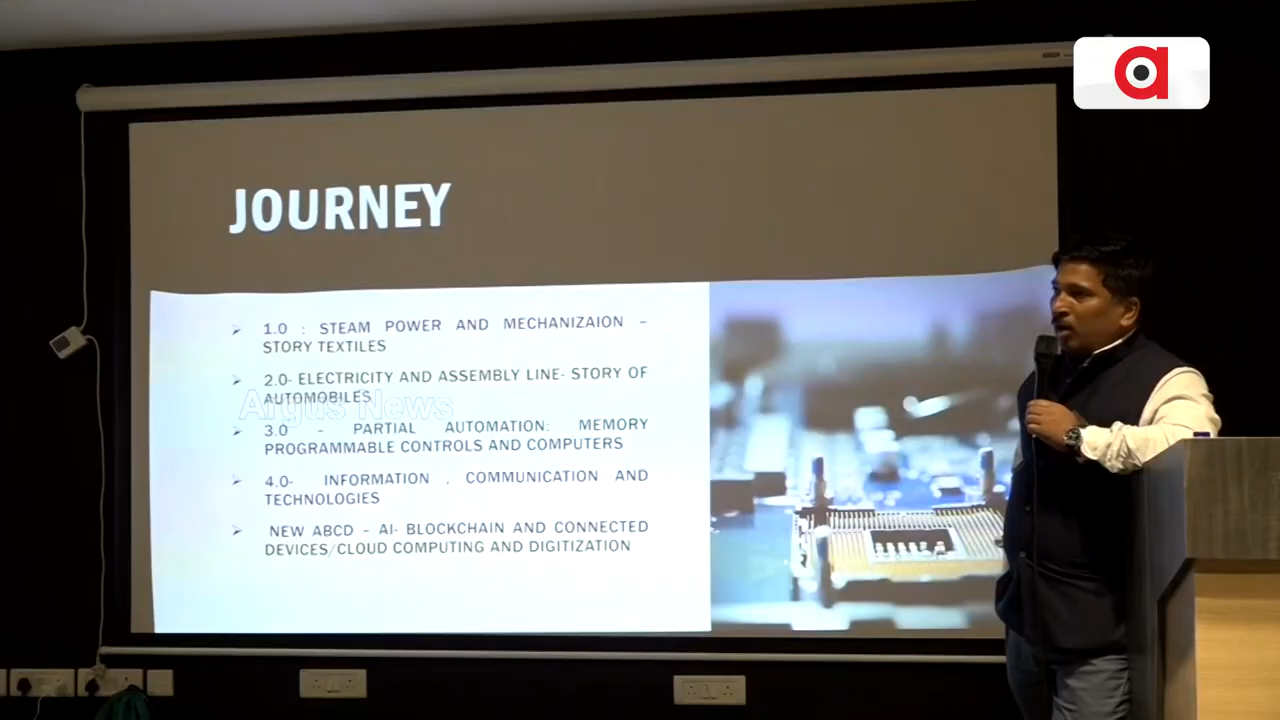 JOURNEY
1.0 : STEAM POWER AND MECHANIZAION –
STORY TEXTILES
2.0- ELECTRICITY AND ASSEMBLY LINE- STORY OF
AUTOMOBILES
Argus News
3.0 – PARTIAL AUTOMATION: MEMORY
PROGRAMMABLE CONTROLS AND COMPUTERS
4.0- INFORMATION , COMMUNICATION AND
TECHNOLOGIES
NEW ABCD – AI- BLOCKCHAIN AND CONNECTED
DEVICES/CLOUD COMPUTING AND DIGITIZATION
a